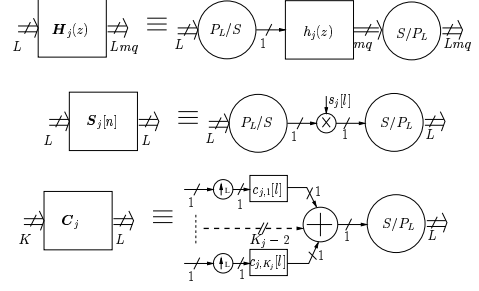 H_j(z) ≡ P_L/S h_j(z) S/P_L
L Lmq L 1 mq Lmq
s_j[l]
S_j[n] ≡ P_L/S × S/P_L
L L L 1 1 L
c_{j,1}[l]
↑L 1
1 1
C_j ≡ + S/P_L
K L K_j − 2 1 L
↑L c_{j,K_j}[l] 1
1 1